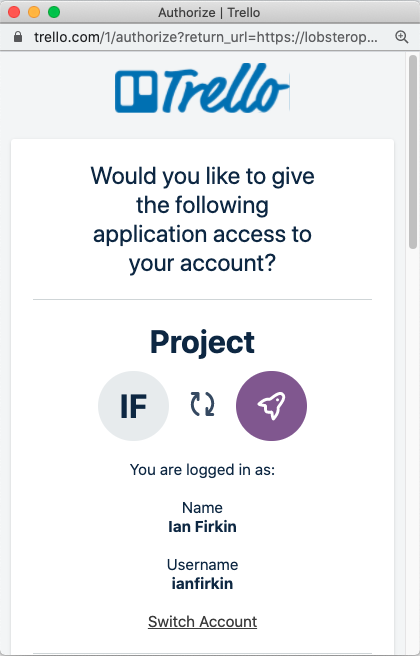 Authorize | Trello
trello.com/1/authorize?return_url=https://lobsterop...
Trello
Would you like to give
the following
application access to
your account?
Project
IF
You are logged in as:
Name
Ian Firkin
Username
ianfirkin
Switch Account